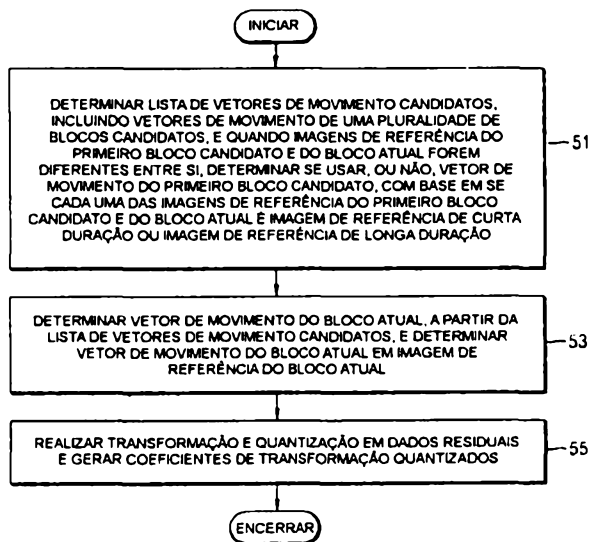 INICIAR
DETERMINAR LISTA DE VETORES DE MOVIMENTO CANDIDATOS,
INCLUINDO VETORES DE MOVIMENTO DE UMA PLURALIDADE DE
BLOCOS CANDIDATOS, E QUANDO IMAGENS DE REFERÊNCIA DO
PRIMEIRO BLOCO CANDIDATO E DO BLOCO ATUAL FOREM
DIFERENTES ENTRE SI, DETERMINAR SE USAR, OU NÃO, VETOR DE
MOVIMENTO DO PRIMEIRO BLOCO CANDIDATO, COM BASE EM SE
CADA UMA DAS IMAGENS DE REFERÊNCIA DO PRIMEIRO BLOCO
CANDIDATO E DO BLOCO ATUAL É IMAGEM DE REFERÊNCIA DE CURTA
DURAÇÃO OU IMAGEM DE REFERÊNCIA DE LONGA DURAÇÃO
51
DETERMINAR VETOR DE MOVIMENTO DO BLOCO ATUAL, A PARTIR DA
LISTA DE VETORES DE MOVIMENTO CANDIDATOS, E DETERMINAR
VETOR DE MOVIMENTO DO BLOCO ATUAL EM IMAGEM DE
REFERÊNCIA DO BLOCO ATUAL
53
REALIZAR TRANSFORMAÇÃO E QUANTIZAÇÃO EM DADOS RESIDUAIS
E GERAR COEFICIENTES DE TRANSFORMAÇÃO QUANTIZADOS
55
ENCERRAR